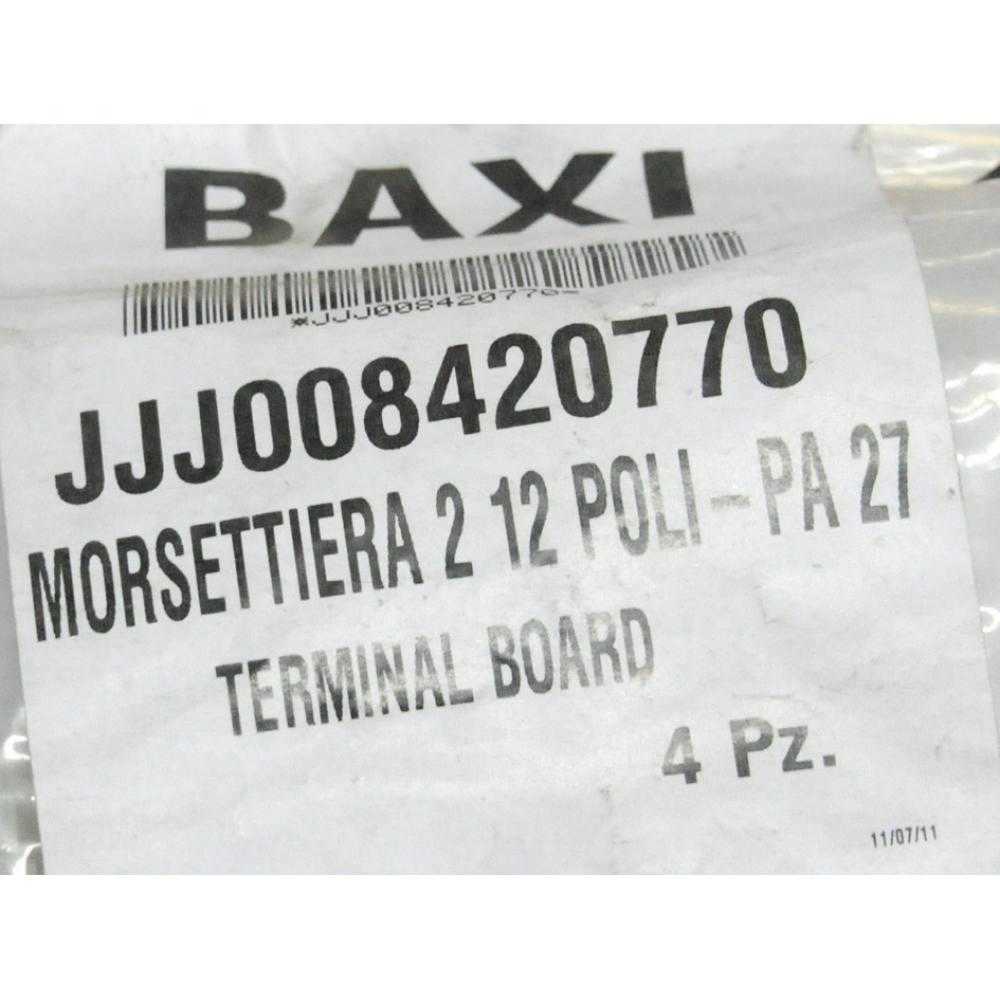 BAXI
*JJJ008420770*
JJJ008420770
MORSETTIERA 2 12 POLI - PA 27
TERMINAL BOARD
4 Pz.
11/07/11